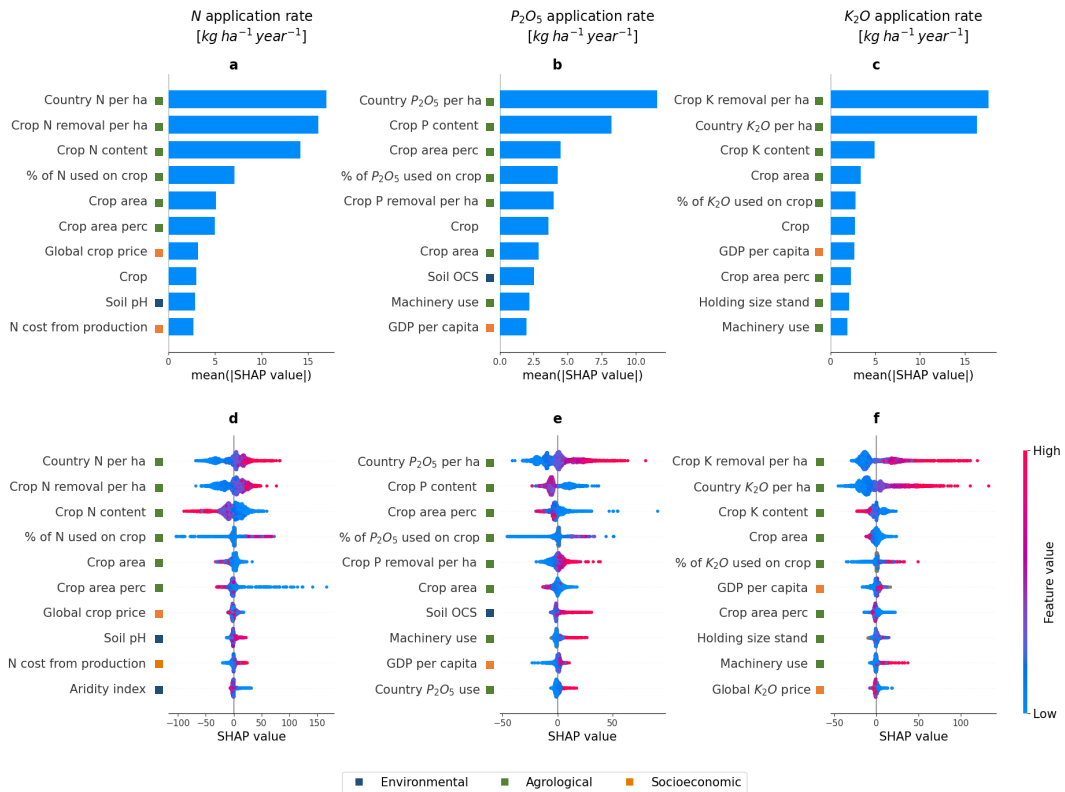 N application rate
[kg ha⁻¹ year⁻¹]
P₂O₅ application rate
[kg ha⁻¹ year⁻¹]
K₂O application rate
[kg ha⁻¹ year⁻¹]
a
Country N per ha
Crop N removal per ha
Crop N content
% of N used on crop
Crop area
Crop area perc
Global crop price
Crop
Soil pH
N cost from production
0 5 15
mean(|SHAP value|)
b
Country P₂O₅ per ha
Crop P content
Crop area perc
% of P₂O₅ used on crop
Crop P removal per ha
Crop
Crop area
Soil OCS
Machinery use
GDP per capita
0.0 2.5 5.0 10.0
mean(|SHAP value|)
c
Crop K removal per ha
Country K₂O per ha
Crop K content
Crop area
% of K₂O used on crop
Crop
GDP per capita
Crop area perc
Holding size stand
Machinery use
0 5 15
mean(|SHAP value|)
d
Country N per ha
Crop N removal per ha
Crop N content
% of N used on crop
Crop area
Crop area perc
Global crop price
Soil pH
N cost from production
Aridity index
−100 −50 0 50 100 150
SHAP value
e
Country P₂O₅ per ha
Crop P content
Crop area perc
% of P₂O₅ used on crop
Crop P removal per ha
Crop area
Soil OCS
Machinery use
GDP per capita
Country P₂O₅ use
−50 0 50
SHAP value
f
Crop K removal per ha
Country K₂O per ha
Crop K content
Crop area
% of K₂O used on crop
GDP per capita
Crop area perc
Holding size stand
Machinery use
Global K₂O price
−50 0 50 100
SHAP value
High
Feature value
Low
Environmental Agrological Socioeconomic